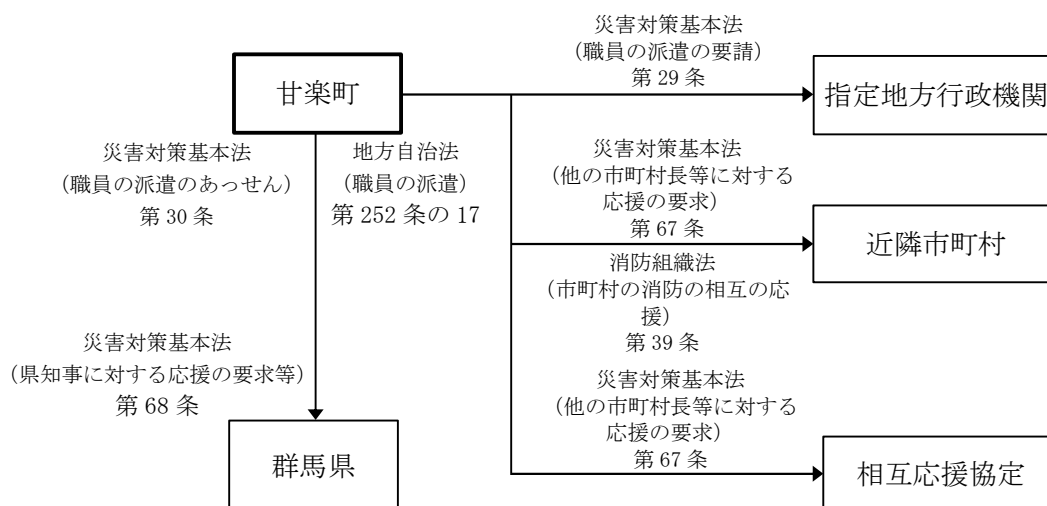 災害対策基本法
(職員の派遣の要請)
第 29 条
甘楽町
指定地方行政機関
災害対策基本法
(職員の派遣のあっせん)
第 30 条
地方自治法
(職員の派遣)
第 252 条の 17
災害対策基本法
(他の市町村長等に対する
応援の要求)
第 67 条
近隣市町村
消防組織法
(市町村の消防の相互の応
援)
第 39 条
災害対策基本法
(県知事に対する応援の要求等)
第 68 条
災害対策基本法
(他の市町村長等に対する
応援の要求)
第 67 条
群馬県
相互応援協定